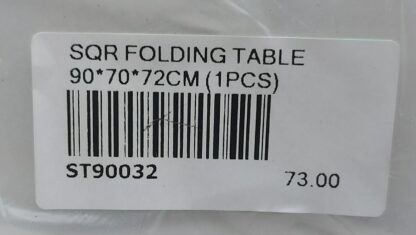 SQR FOLDING TABLE
90*70*72CM (1PCS)
ST90032 73.00